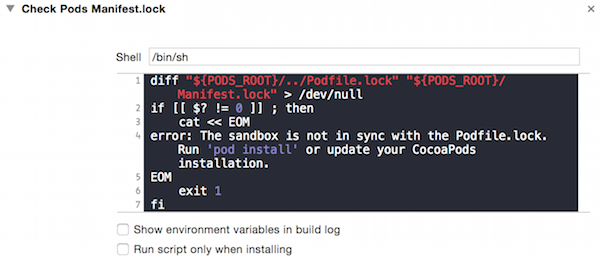 Check Pods Manifest.lock
Shell /bin/sh
1 diff "${PODS_ROOT}/../Podfile.lock" "${PODS_ROOT}/
Manifest.lock" > /dev/null
2 if [[ $? != 0 ]] ; then
3 cat << EOM
4 error: The sandbox is not in sync with the Podfile.lock.
Run 'pod install' or update your CocoaPods
installation.
5 EOM
6 exit 1
7 fi
Show environment variables in build log
Run script only when installing